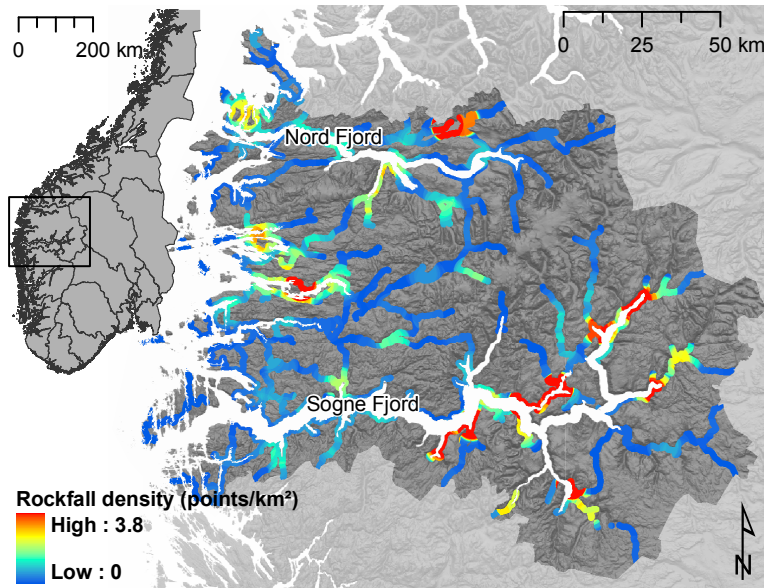 0 200 km
0 25 50 km
Nord Fjord
Sogne Fjord
Rockfall density (points/km²)
High : 3.8
Low : 0
N